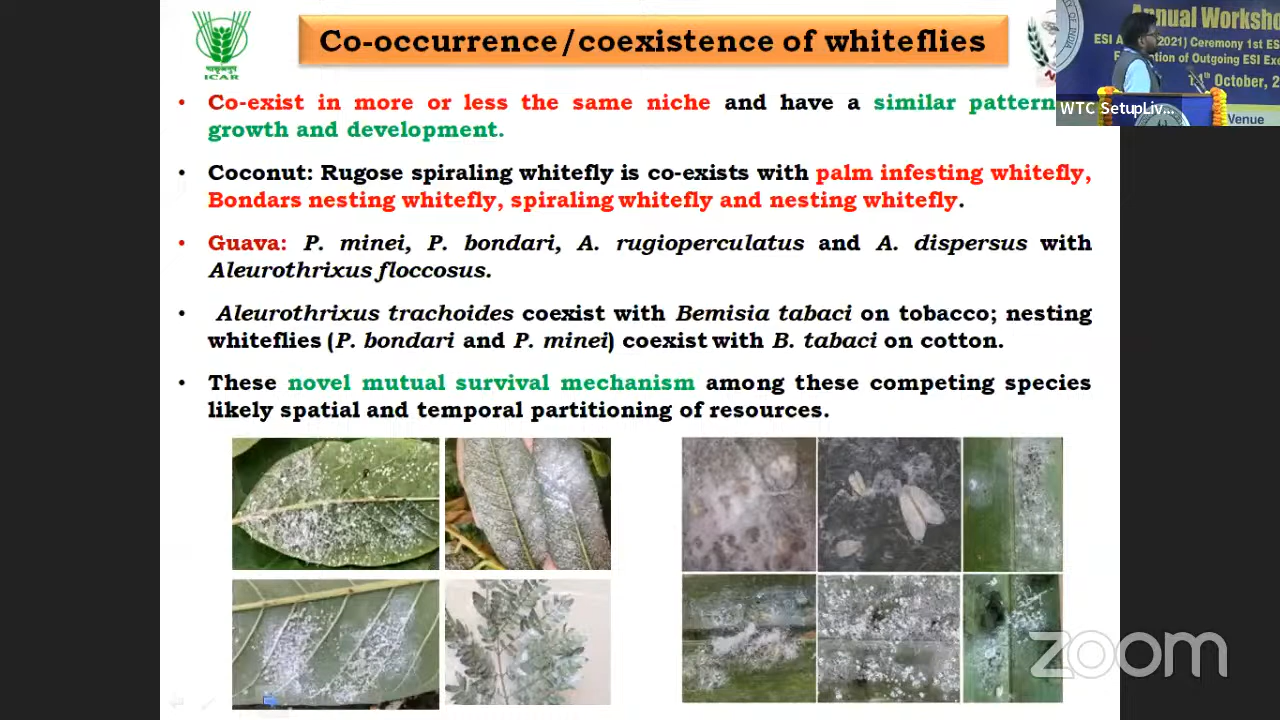 Co-occurrence/coexistence of whiteflies
ICAR
Annual Worksho
ESI A 2021) Ceremony 1st ES
of Outgoing ESI Exe
th October, 2
WTC SetupLiv...
Venue
• Co-exist in more or less the same niche and have a similar pattern
growth and development.
• Coconut: Rugose spiraling whitefly is co-exists with palm infesting whitefly,
Bondars nesting whitefly, spiraling whitefly and nesting whitefly.
• Guava: P. minei, P. bondari, A. rugioperculatus and A. dispersus with
Aleurothrixus floccosus.
• Aleurothrixus trachoides coexist with Bemisia tabaci on tobacco; nesting
whiteflies (P. bondari and P. minei) coexist with B. tabaci on cotton.
• These novel mutual survival mechanism among these competing species
likely spatial and temporal partitioning of resources.
zoom